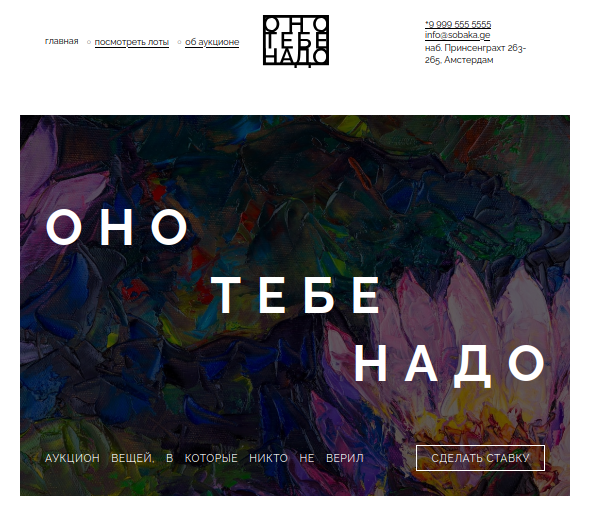 главная
посмотреть лоты
об аукционе
ОНО
ТЕБЕ
НАДО
*9 999 555 5555
info@sobaka.ge
наб. Принсенграхт 263-
265, Амстердам
ОНО
ТЕБЕ
НАДО
АУКЦИОН ВЕЩЕЙ, В КОТОРЫЕ НИКТО НЕ ВЕРИЛ
СДЕЛАТЬ СТАВКУ